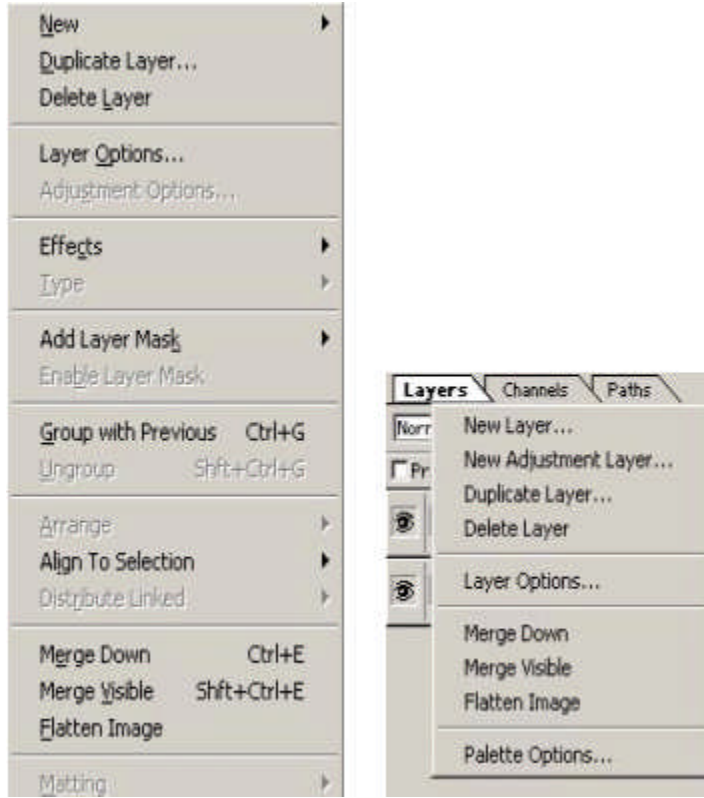 New
Duplicate Layer...
Delete Layer
Layer Options...
Adjustment Options...
Effects
Type
Add Layer Mask
Enable Layer Mask
Group with Previous Ctrl+G
Ungroup Shft+Ctrl+G
Arrange
Align To Selection
Distribute Linked
Merge Down Ctrl+E
Merge Visible Shft+Ctrl+E
Flatten Image
Matting
Layers Channels Paths
Norr
Pr
New Layer...
New Adjustment Layer...
Duplicate Layer...
Delete Layer
Layer Options...
Merge Down
Merge Visible
Flatten Image
Palette Options...